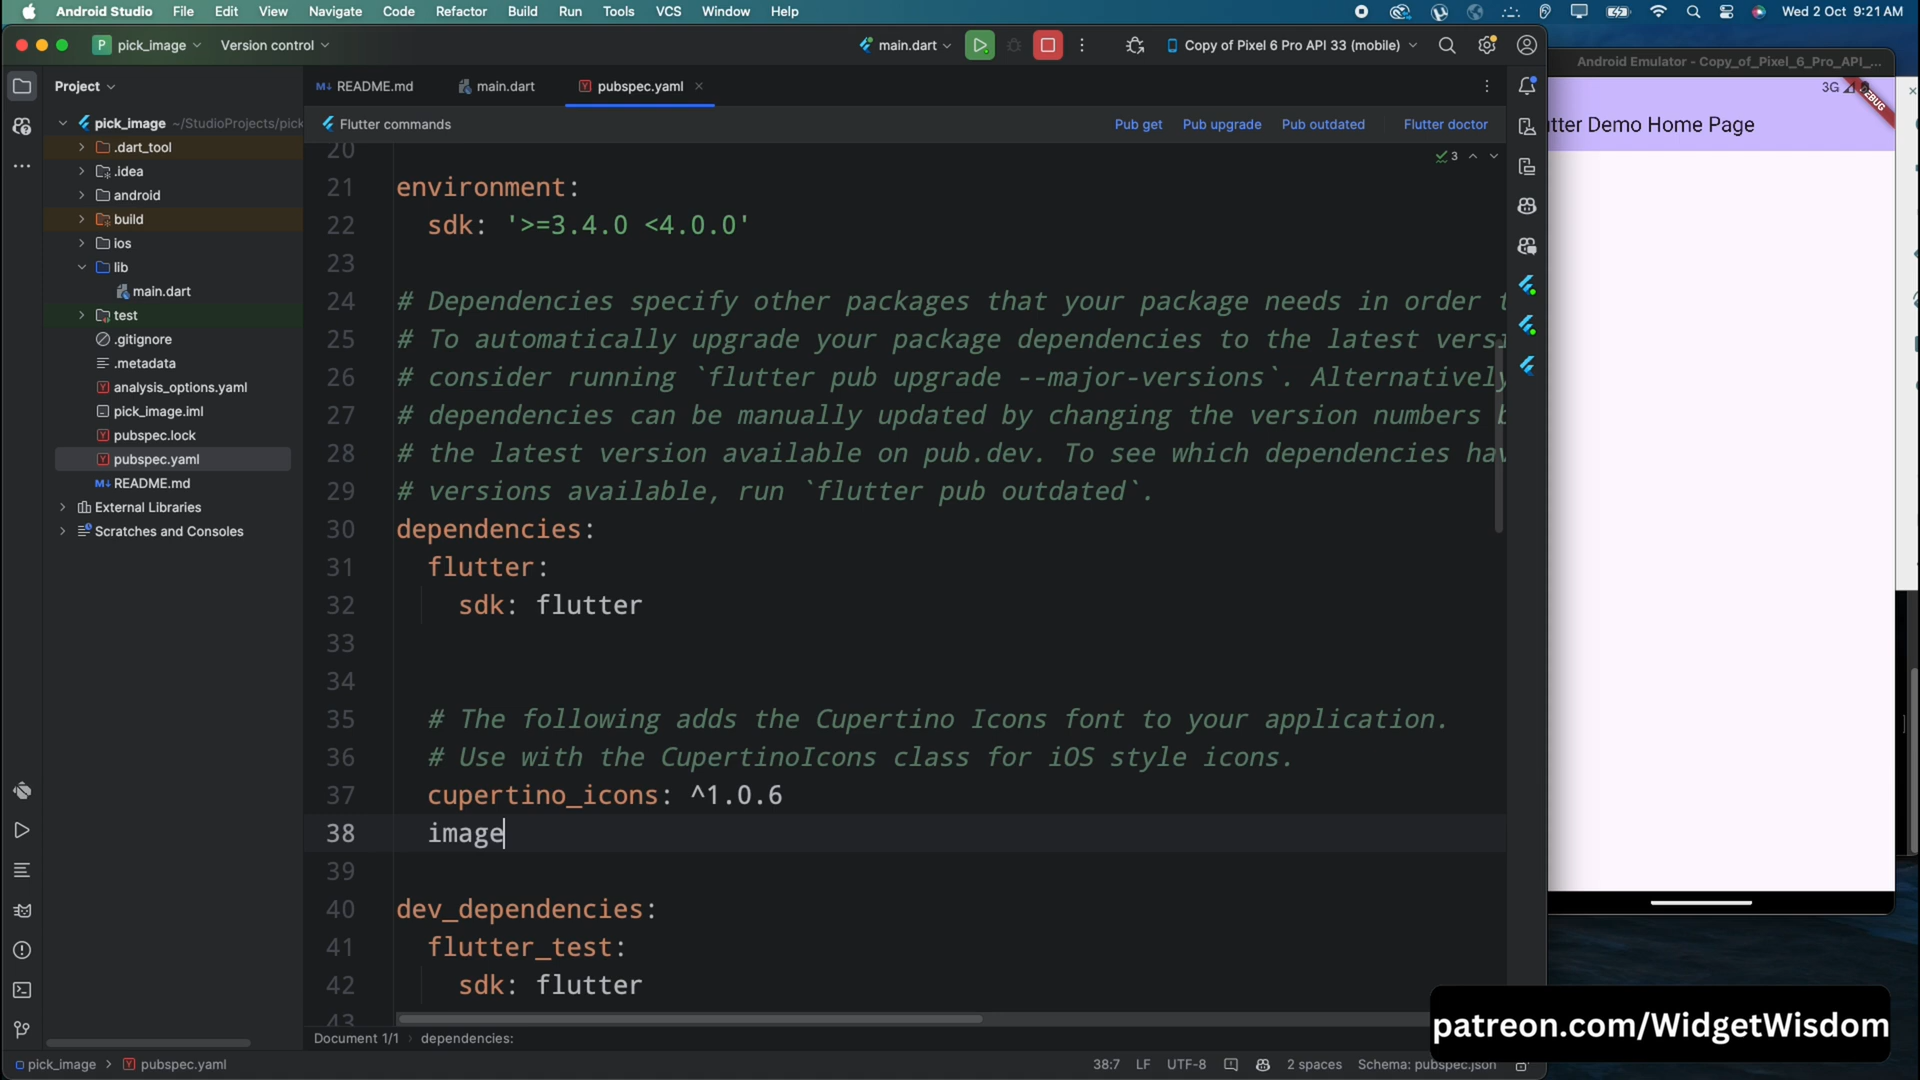 Android Studio File Edit View Navigate Code Refactor Build Run Tools VCS Window Help Wed 2 Oct 9:21 AM
P pick_image Version control main.dart Copy of Pixel 6 Pro API 33 (mobile)
Android Emulator - Copy_of_Pixel_6_Pro_API_...
Project
README.md main.dart pubspec.yaml
3G
Flutter commands Pub get Pub upgrade Pub outdated Flutter doctor
Demo Home Page
pick_image ~/StudioProjects/pick
.dart_tool
.idea
android
build
ios
lib
main.dart
test
.gitignore
.metadata
analysis_options.yaml
pick_image.iml
pubspec.lock
pubspec.yaml
README.md
External Libraries
Scratches and Consoles
3
20
21 environment:
22 sdk: '>=3.4.0 <4.0.0'
23
24 # Dependencies specify other packages that your package needs in order
25 # To automatically upgrade your package dependencies to the latest versi
26 # consider running `flutter pub upgrade --major-versions`. Alternatively
27 # dependencies can be manually updated by changing the version numbers
28 # the latest version available on pub.dev. To see which dependencies hav
29 # versions available, run `flutter pub outdated`.
30 dependencies:
31 flutter:
32 sdk: flutter
33
34
35 # The following adds the Cupertino Icons font to your application.
36 # Use with the CupertinoIcons class for iOS style icons.
37 cupertino_icons: ^1.0.6
38 image
39
40 dev_dependencies:
41 flutter_test:
42 sdk: flutter
43
Document 1/1 dependencies:
pick_image pubspec.yaml 38:7 LF UTF-8 2 spaces Schema: pubspec.json
patreon.com/WidgetWisdom